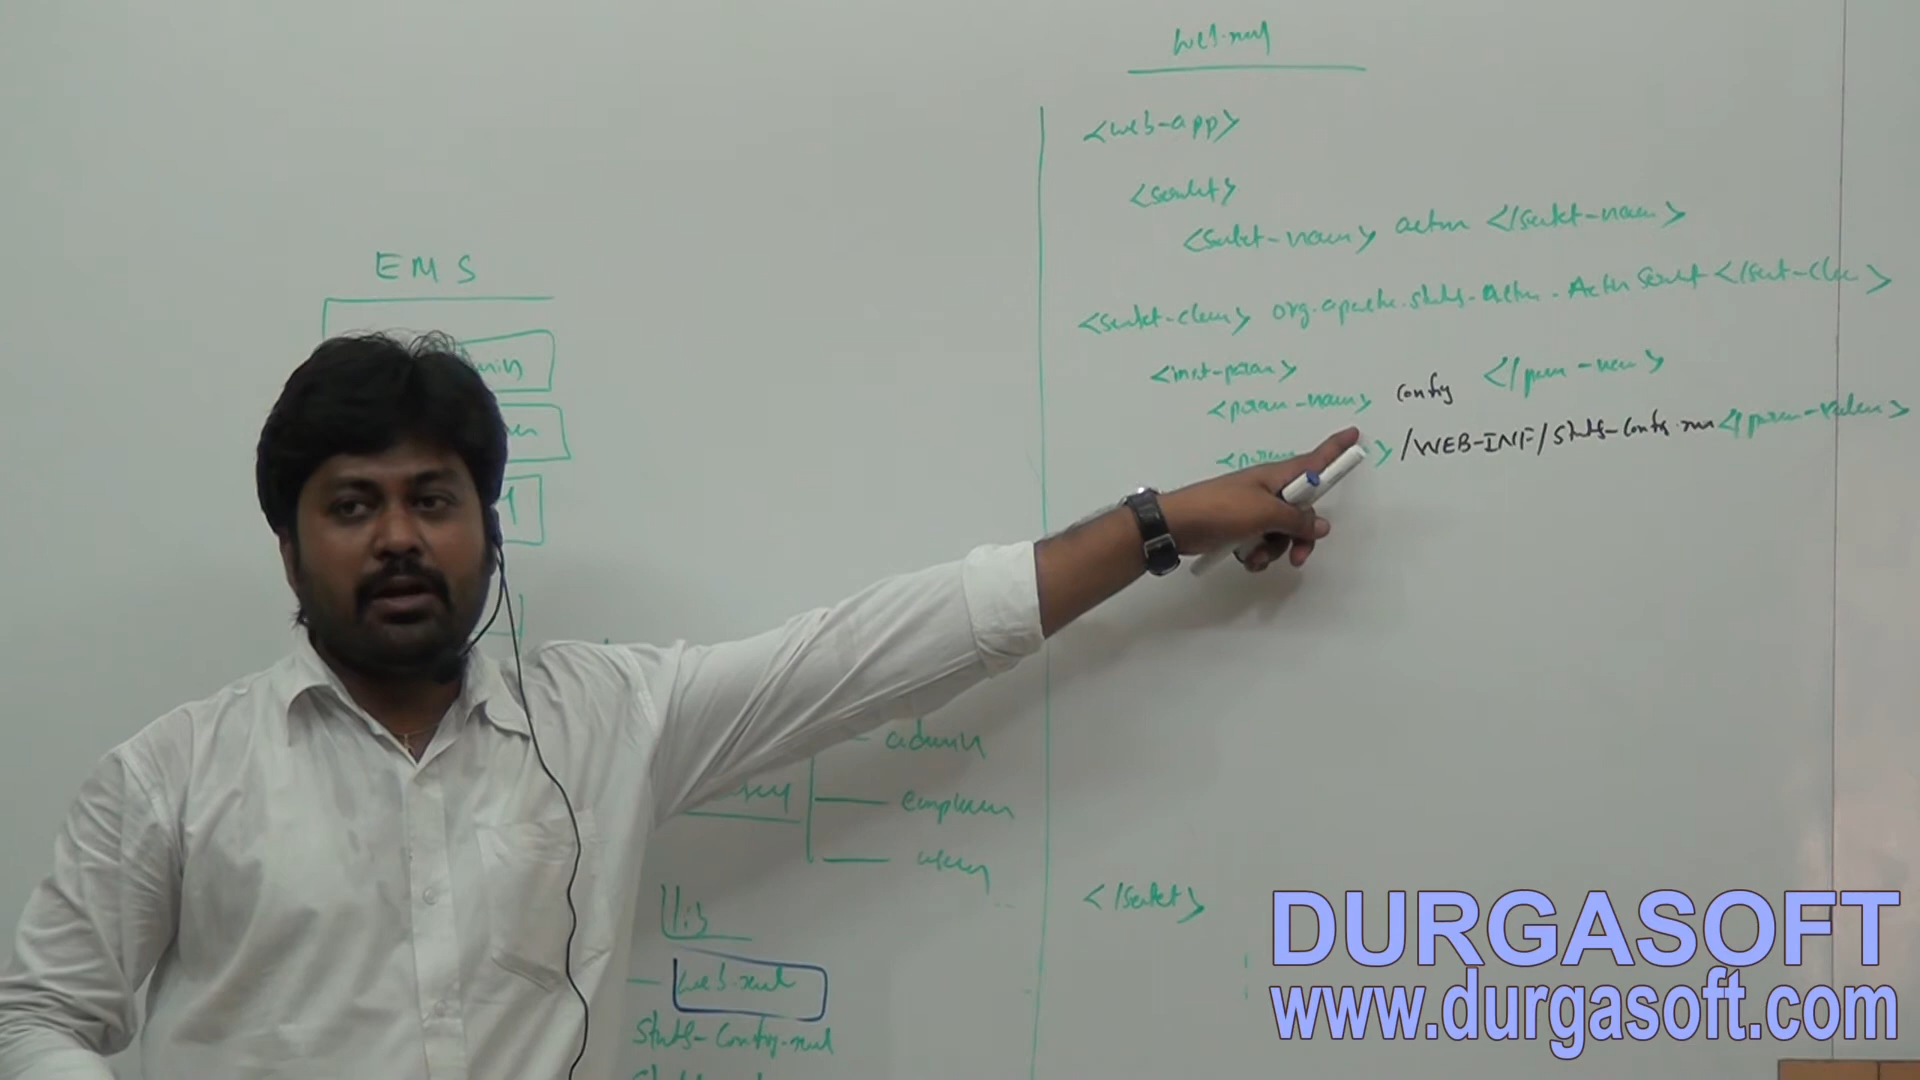 web.xml
<web-app>
<servlet>
<servlet-name> action </servlet-name>
<servlet-class> org.apache.struts.action.ActionServlet </servlet-class>
<init-param>
<param-name> config </param-name>
> /WEB-INF/struts-config.xml </param-value>
</servlet>
EMS
admin
employee
lib
web.xml
struts-config.xml
DURGASOFT
www.durgasoft.com